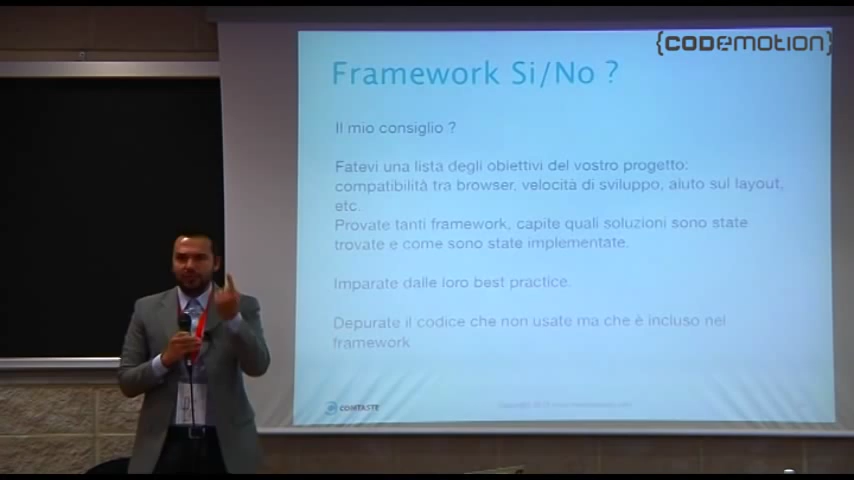 {CODEMOTION}
Framework Si/No ?
Il mio consiglio ?
Fatevi una lista degli obiettivi del vostro progetto:
compatibilità tra browser, velocità di sviluppo, aiuto sul layout,
etc.
Provate tanti framework, capite quali soluzioni sono state
trovate e come sono state implementate.
Imparate dalle loro best practice.
Depurate il codice che non usate ma che è incluso nel
framework
COMTASTE